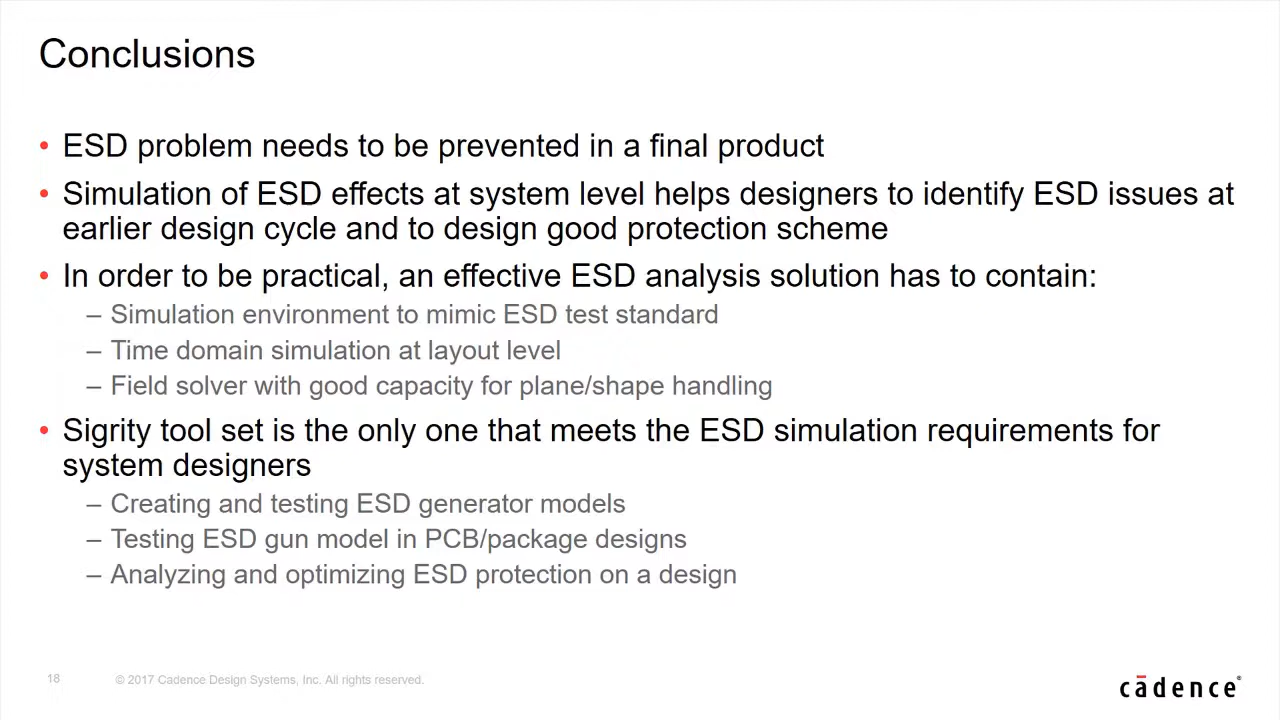 Conclusions
• ESD problem needs to be prevented in a final product
• Simulation of ESD effects at system level helps designers to identify ESD issues at
earlier design cycle and to design good protection scheme
• In order to be practical, an effective ESD analysis solution has to contain:
– Simulation environment to mimic ESD test standard
– Time domain simulation at layout level
– Field solver with good capacity for plane/shape handling
• Sigrity tool set is the only one that meets the ESD simulation requirements for
system designers
– Creating and testing ESD generator models
– Testing ESD gun model in PCB/package designs
– Analyzing and optimizing ESD protection on a design
18 © 2017 Cadence Design Systems, Inc. All rights reserved.
cādence®